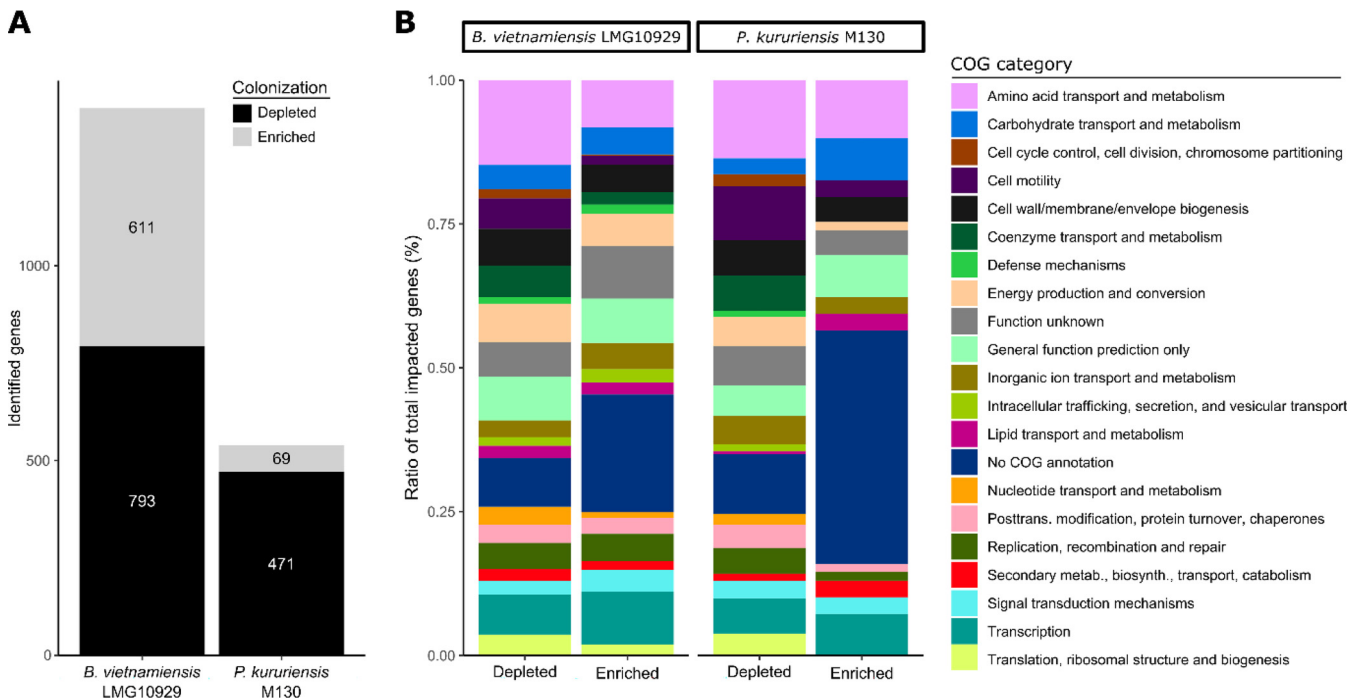 A
Colonization
Depleted
Enriched
Identified genes
1000
500
0
611
793
69
471
B. vietnamiensis
LMG10929
P. kururiensis
M130
B
B. vietnamiensis LMG10929
P. kururiensis M130
Ratio of total impacted genes (%)
1.00
0.75
0.50
0.25
0.00
Depleted
Enriched
Depleted
Enriched
COG category
Amino acid transport and metabolism
Carbohydrate transport and metabolism
Cell cycle control, cell division, chromosome partitioning
Cell motility
Cell wall/membrane/envelope biogenesis
Coenzyme transport and metabolism
Defense mechanisms
Energy production and conversion
Function unknown
General function prediction only
Inorganic ion transport and metabolism
Intracellular trafficking, secretion, and vesicular transport
Lipid transport and metabolism
No COG annotation
Nucleotide transport and metabolism
Posttrans. modification, protein turnover, chaperones
Replication, recombination and repair
Secondary metab., biosynth., transport, catabolism
Signal transduction mechanisms
Transcription
Translation, ribosomal structure and biogenesis